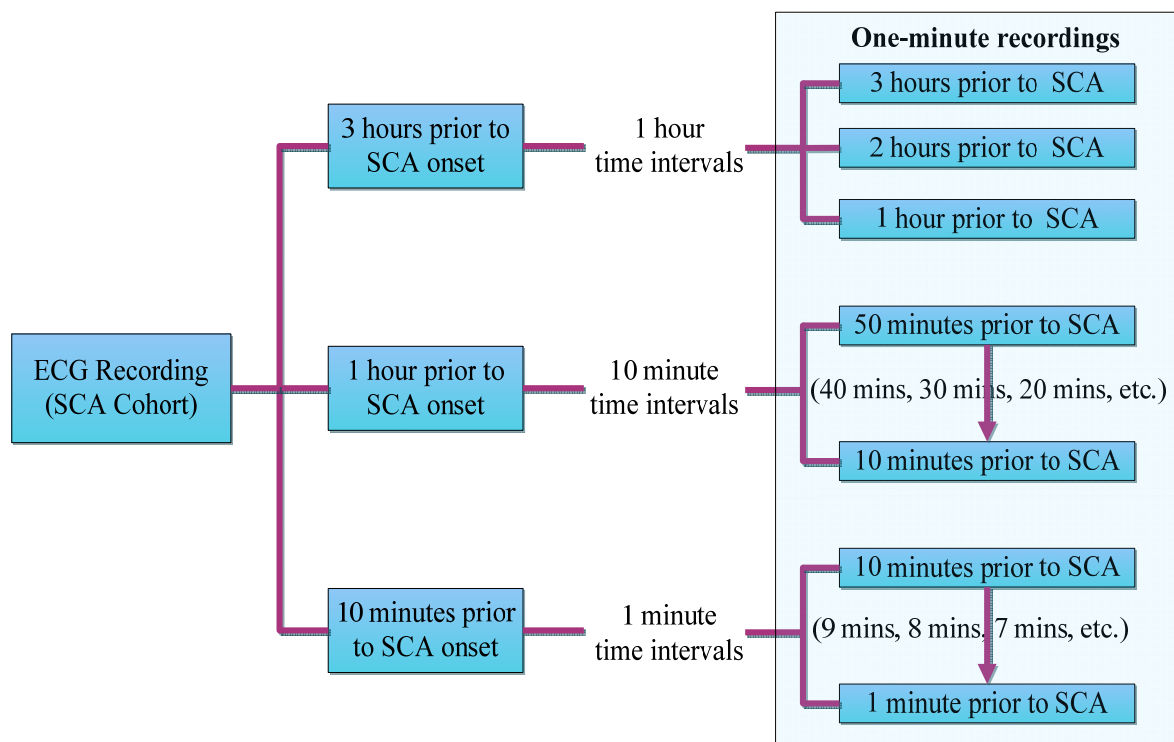 One-minute recordings
3 hours prior to
SCA onset
1 hour
time intervals
3 hours prior to SCA
2 hours prior to SCA
1 hour prior to SCA
ECG Recording
(SCA Cohort)
1 hour prior to
SCA onset
10 minute
time intervals
50 minutes prior to SCA
(40 mins, 30 mins, 20 mins, etc.)
10 minutes prior to SCA
10 minutes prior
to SCA onset
1 minute
time intervals
10 minutes prior to SCA
(9 mins, 8 mins, 7 mins, etc.)
1 minute prior to SCA